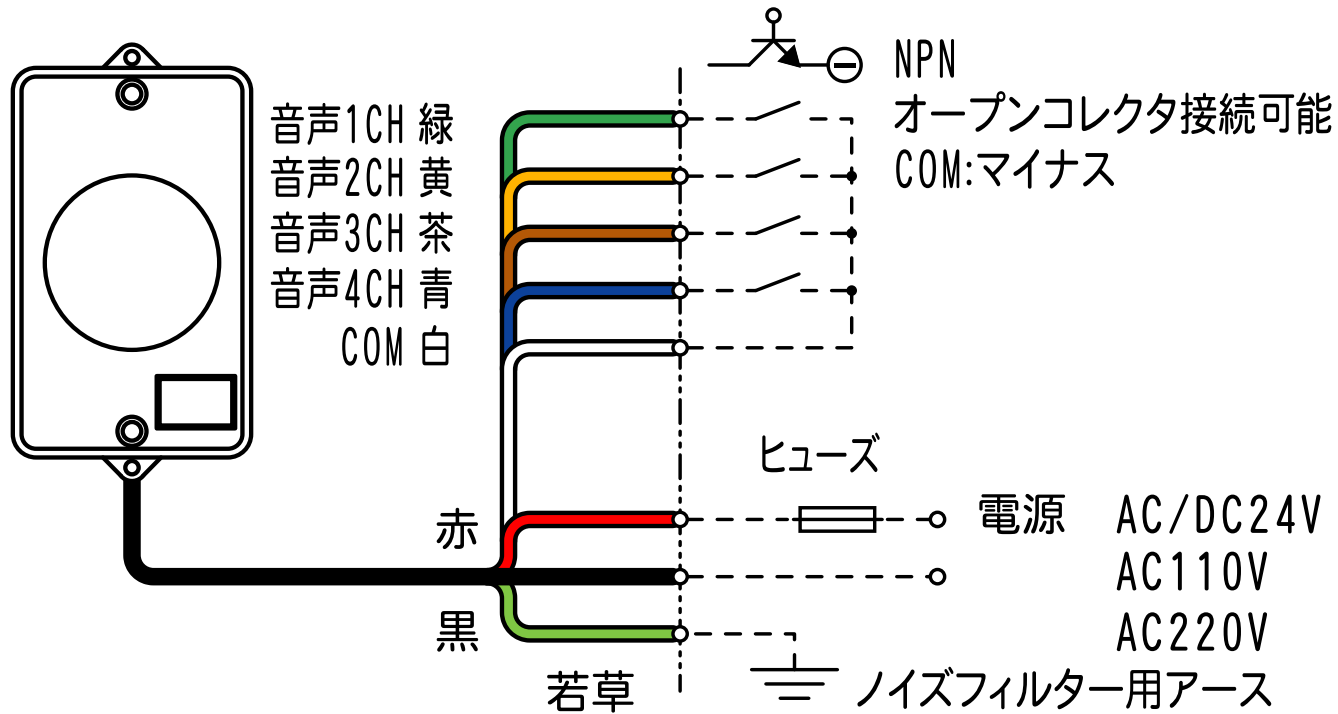 NPN
オープンコレクタ接続可能
COM:マイナス
音声1CH 緑
音声2CH 黄
音声3CH 茶
音声4CH 青
COM 白
ヒューズ
赤
電源 AC/DC24V
AC110V
AC220V
黒
若草
ノイズフィルター用アース